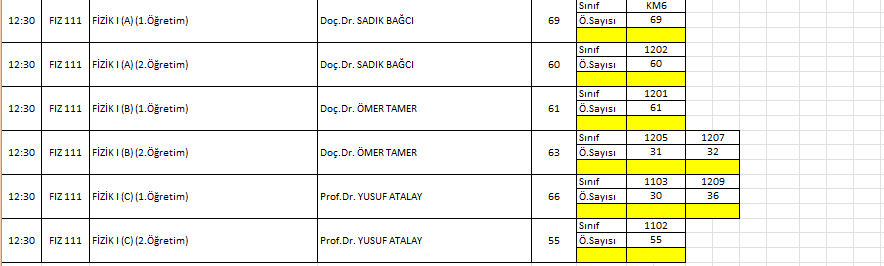 Sınıf KM6
12:30 FIZ 111 FİZİK I (A) (1.Öğretim) Doç.Dr. SADIK BAĞCI 69 Ö.Sayısı 69
Sınıf 1202
12:30 FIZ 111 FİZİK I (A) (2.Öğretim) Doç.Dr. SADIK BAĞCI 60 Ö.Sayısı 60
Sınıf 1201
12:30 FIZ 111 FİZİK I (B) (1.Öğretim) Doç.Dr. ÖMER TAMER 61 Ö.Sayısı 61
Sınıf 1205 1207
12:30 FIZ 111 FİZİK I (B) (2.Öğretim) Doç.Dr. ÖMER TAMER 63 Ö.Sayısı 31 32
Sınıf 1103 1209
12:30 FIZ 111 FİZİK I (C) (1.Öğretim) Prof.Dr. YUSUF ATALAY 66 Ö.Sayısı 30 36
Sınıf 1102
12:30 FIZ 111 FİZİK I (C) (2.Öğretim) Prof.Dr. YUSUF ATALAY 55 Ö.Sayısı 55